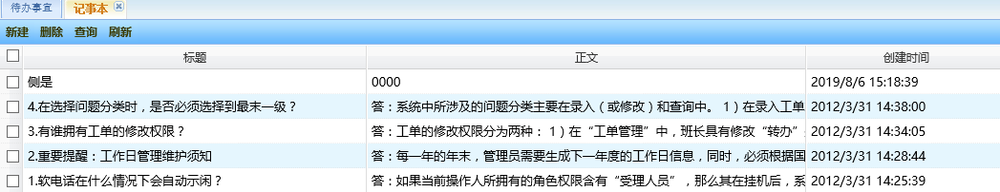 待办事宜 记事本
新建 删除 查询 刷新
标题 正文 创建时间
侧是 0000 2019/8/6 15:18:39
4.在选择问题分类时，是否必须选择到最末一级？ 答：系统中所涉及的问题分类主要在录入（或修改）和查询中。 1）在录入工单 2012/3/31 14:38:00
3.有谁拥有工单的修改权限？ 答：工单的修改权限分为两种： 1）在“工单管理”中，班长具有修改“转办” 2012/3/31 14:34:05
2.重要提醒：工作日管理维护须知 答：每一年的年末，管理员需要生成下一年度的工作日信息，同时，必须根据国 2012/3/31 14:28:44
1.软电话在什么情况下会自动示闲？ 答：如果当前操作人所拥有的角色权限含有“受理人员”，那么其在挂机后，系 2012/3/31 14:25:39